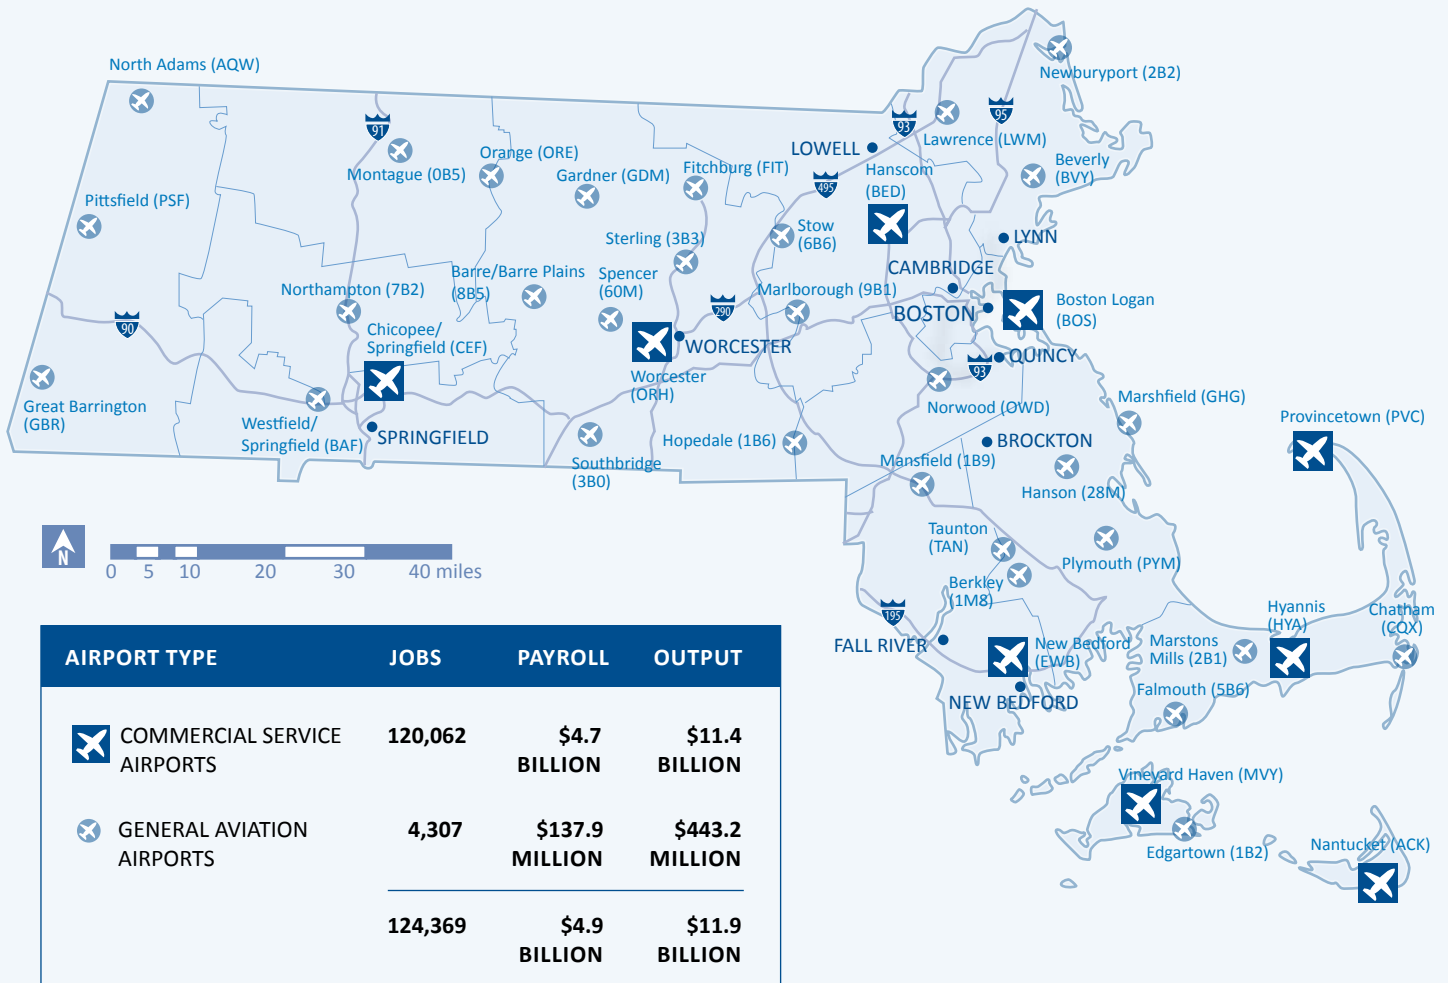 North Adams (AQW)
Newburyport (2B2)
91
93
95
Lawrence (LWM)
LOWELL
Orange (ORE)
Montague (0B5)
Gardner (GDM)
Fitchburg (FIT)
Hanscom
(BED)
Beverly
(BVY)
495
Pittsfield (PSF)
Stow
(6B6)
Sterling (3B3)
LYNN
CAMBRIDGE
Barre/Barre Plains
(8B5)
Spencer
(60M)
Northampton (7B2)
Marlborough (9B1)
290
BOSTON
Boston Logan
(BOS)
90
Chicopee/
Springfield (CEF)
WORCESTER
QUINCY
93
Worcester
(ORH)
Great Barrington
(GBR)
Norwood (OWD)
Marshfield (GHG)
Provincetown (PVC)
Westfield/
Springfield (BAF)
SPRINGFIELD
Hopedale (1B6)
BROCKTON
Southbridge
(3B0)
Mansfield (1B9)
Hanson (28M)
N
0 5 10 20 30 40 miles
Taunton
(TAN)
Plymouth (PYM)
Berkley
(1M8)
195
FALL RIVER
New Bedford
(EWB)
NEW BEDFORD
Marstons
Mills (2B1)
Hyannis
(HYA)
Chatham
(CQX)
Falmouth (5B6)
Vineyard Haven (MVY)
Edgartown (1B2)
Nantucket (ACK)
AIRPORT TYPE JOBS PAYROLL OUTPUT
COMMERCIAL SERVICE 120,062 $4.7 $11.4
AIRPORTS BILLION BILLION
GENERAL AVIATION 4,307 $137.9 $443.2
AIRPORTS MILLION MILLION
124,369 $4.9 $11.9
BILLION BILLION